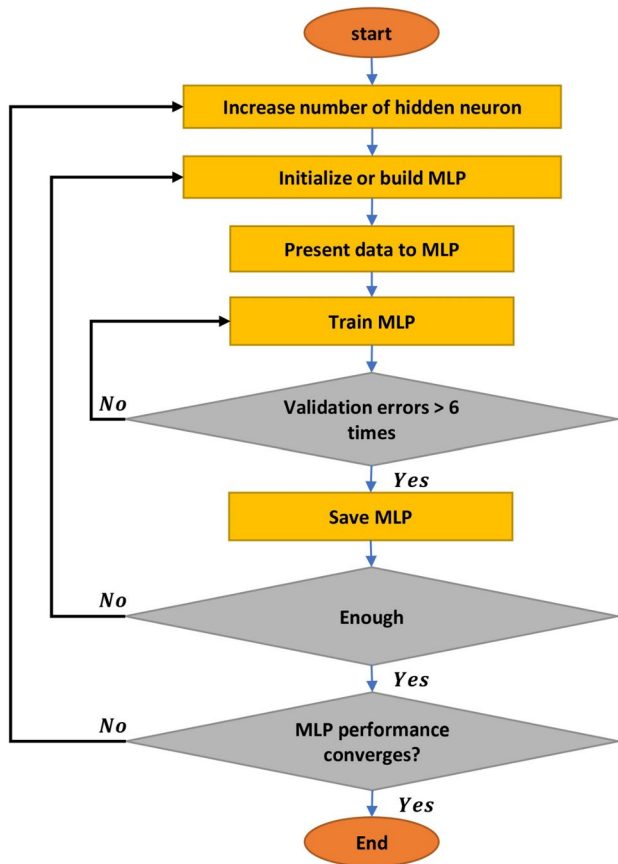 start
Increase number of hidden neuron
Initialize or build MLP
Present data to MLP
Train MLP
No
Validation errors > 6
times
Yes
Save MLP
No
Enough
Yes
No
MLP performance
converges?
Yes
End